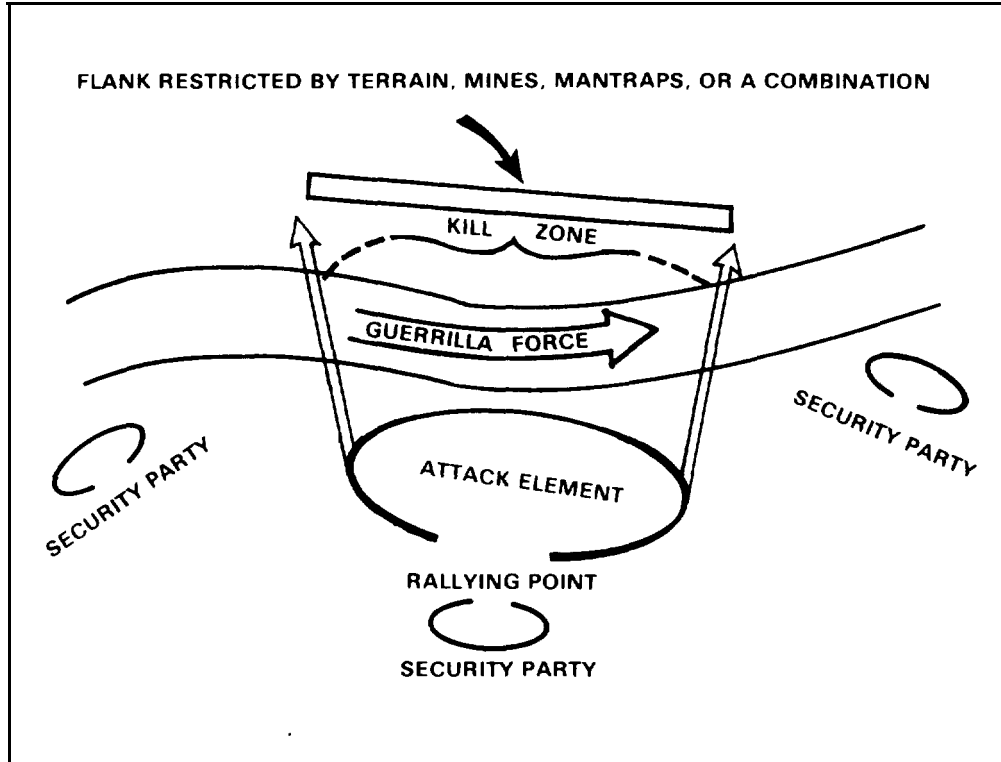 FLANK RESTRICTED BY TERRAIN, MINES, MANTRAPS, OR A COMBINATION
KILL ZONE
GUERRILLA FORCE
ATTACK ELEMENT
SECURITY PARTY
SECURITY PARTY
RALLYING POINT
SECURITY PARTY